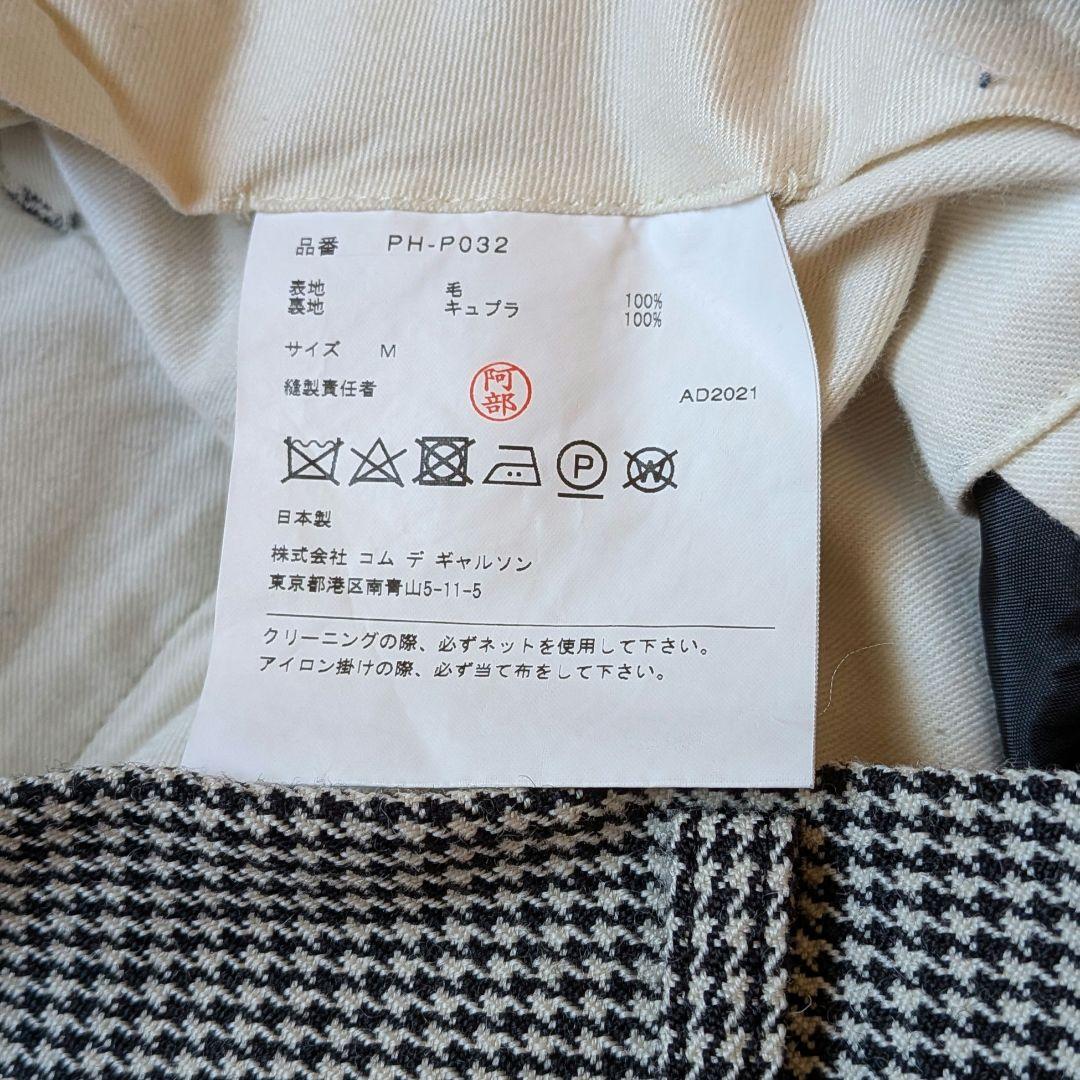 品番 PH-P032
表地 毛 100%
裏地 キュプラ 100%
サイズ M
縫製責任者 阿部 AD2021
P W
日本製
株式会社 コム デ ギャルソン
東京都港区南青山5-11-5
クリーニングの際、必ずネットを使用して下さい。
アイロン掛けの際、必ず当て布をして下さい。